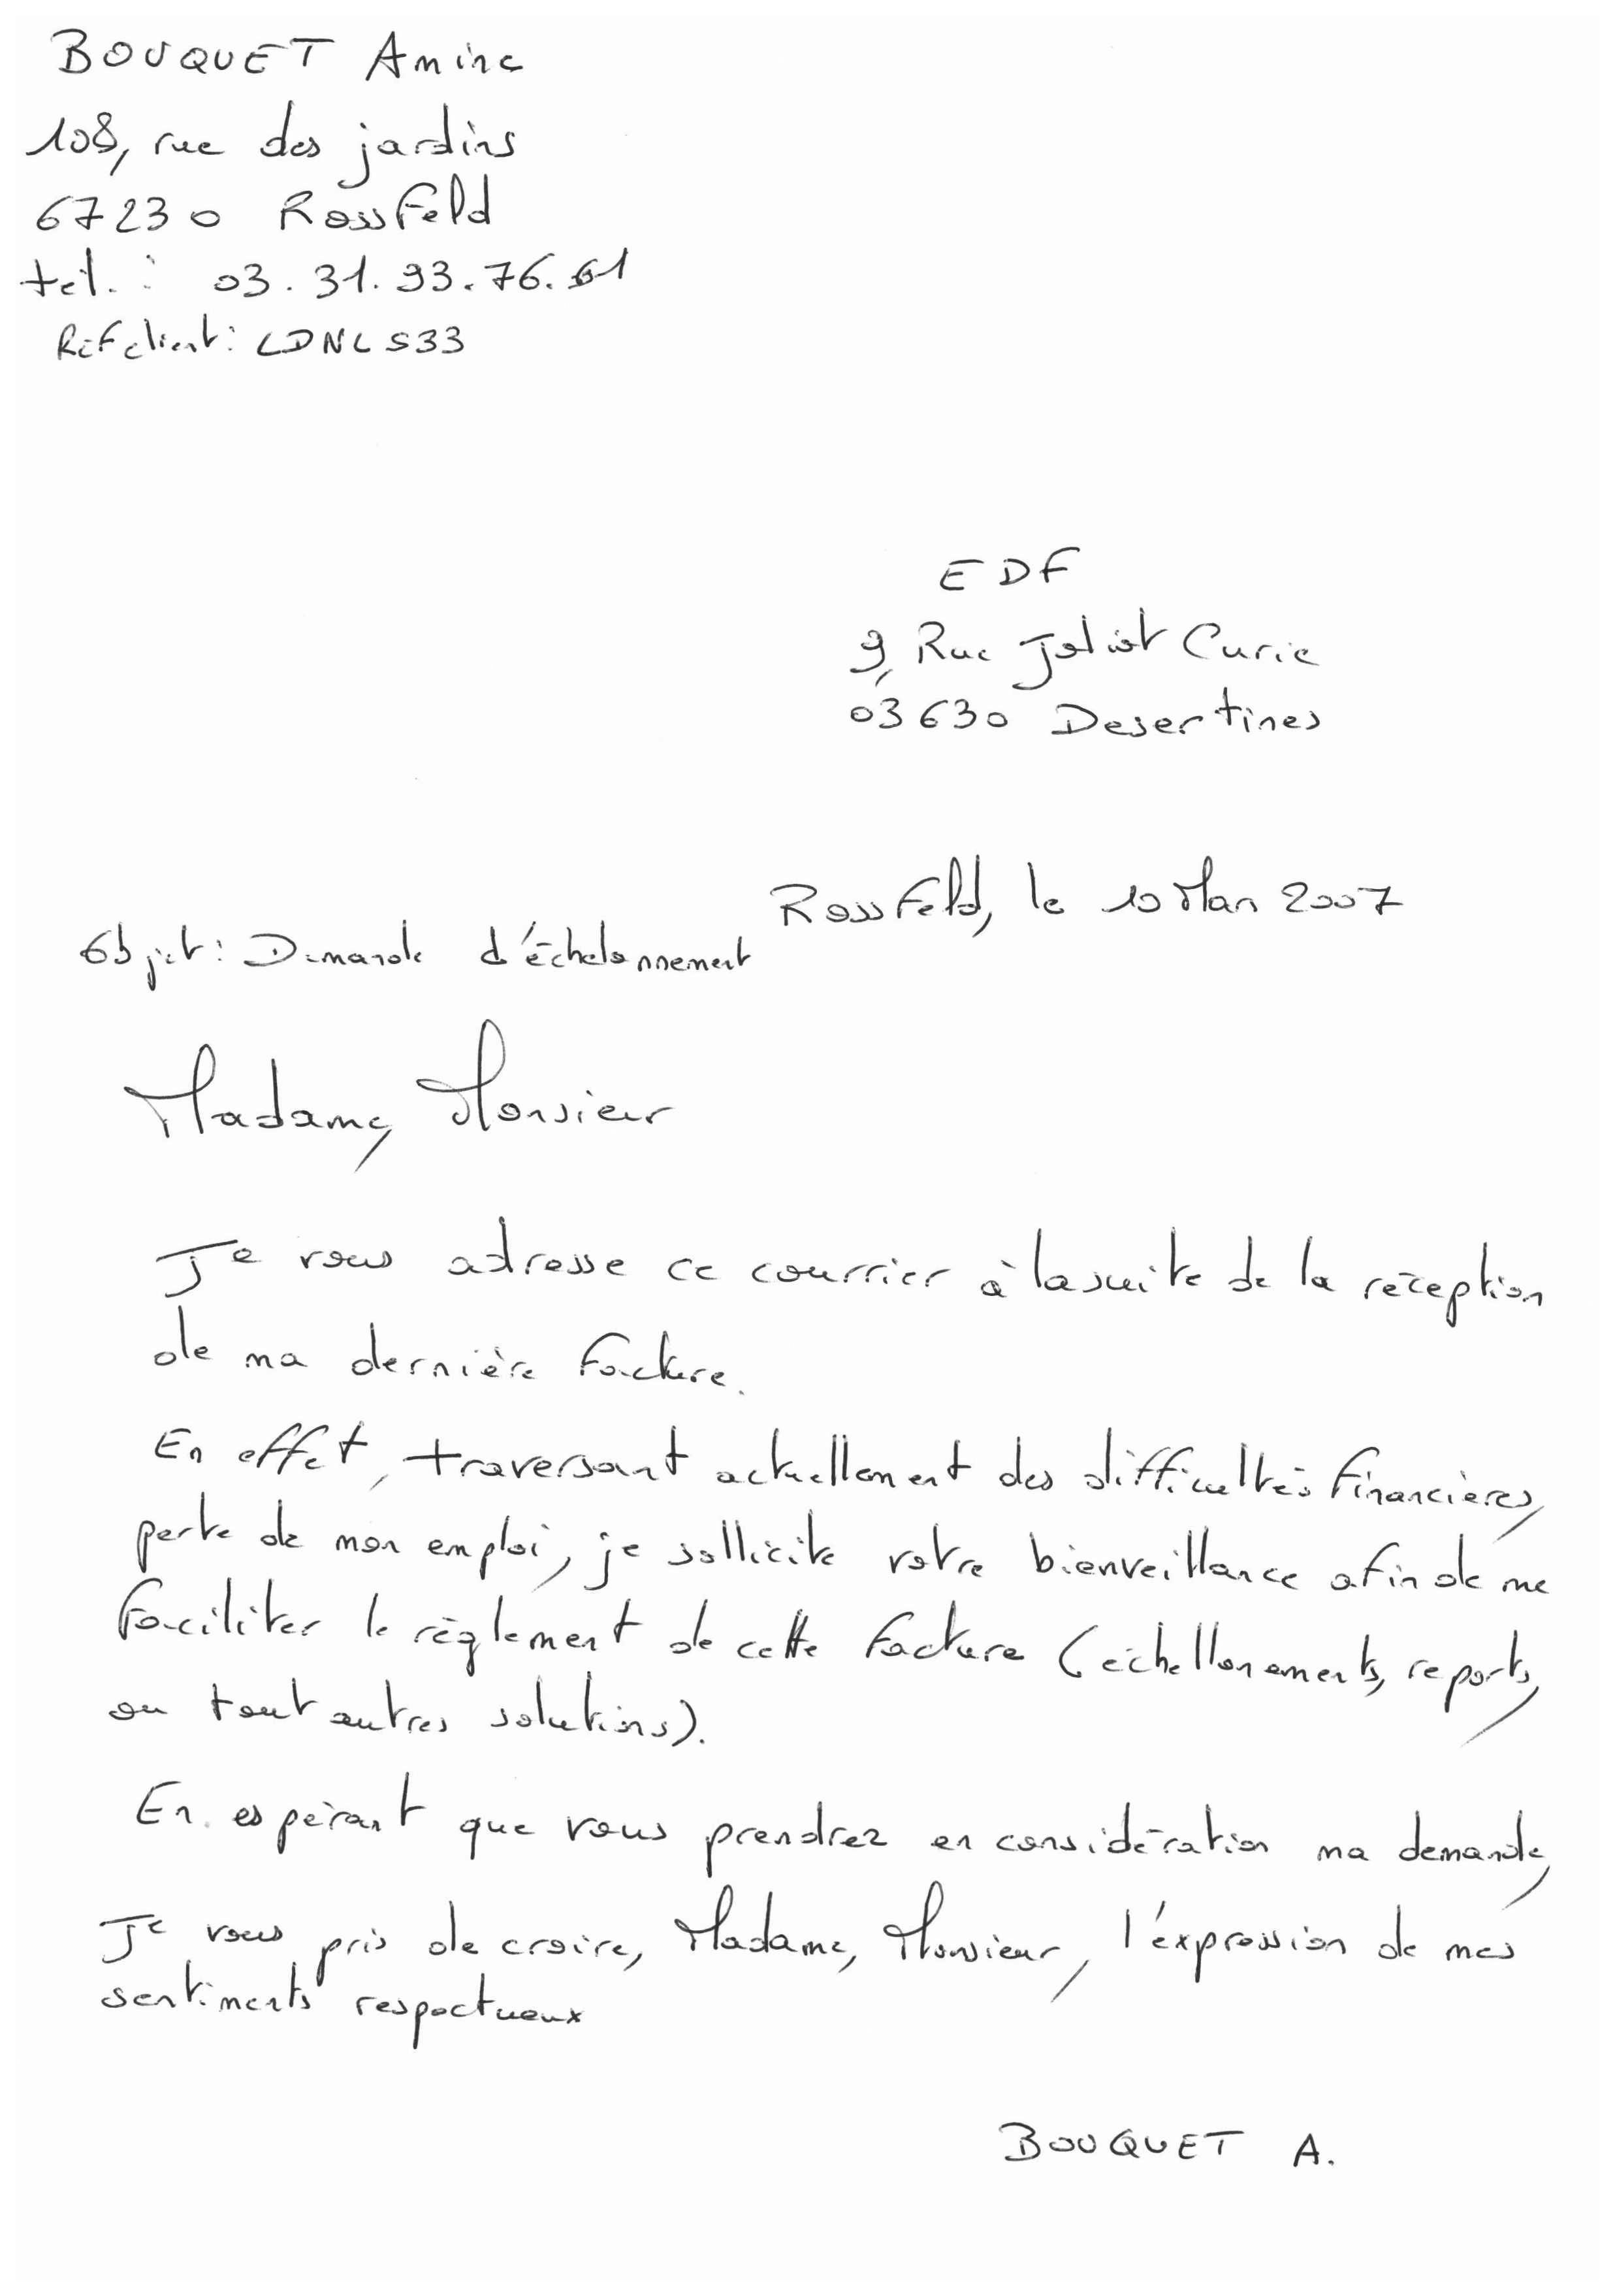 BOUQUET Amine
108, rue des jardins
67230 Rossfeld
tel. : 03.31.93.76.61
Ref client : LDNLS33
EDF
9, Rue Joliot Curie
03630 Desertines
Rossfeld, le 10 Mars 2007
Objet : Demande d'échelonnement
Madame, Monsieur
Je vous adresse ce courrier à la suite de la réception
de ma dernière facture.
En effet, traversant actuellement des difficultés financières,
perte de mon emploi, je sollicite votre bienveillance afin de me
faciliter le règlement de cette facture (échellonements, reports,
ou tout autres solutions).
En espérant que vous prendrez en considération ma demande,
Je vous pris de croire, Madame, Monsieur, l'éxpression de mes
sentiments respectueux
BOUQUET A.